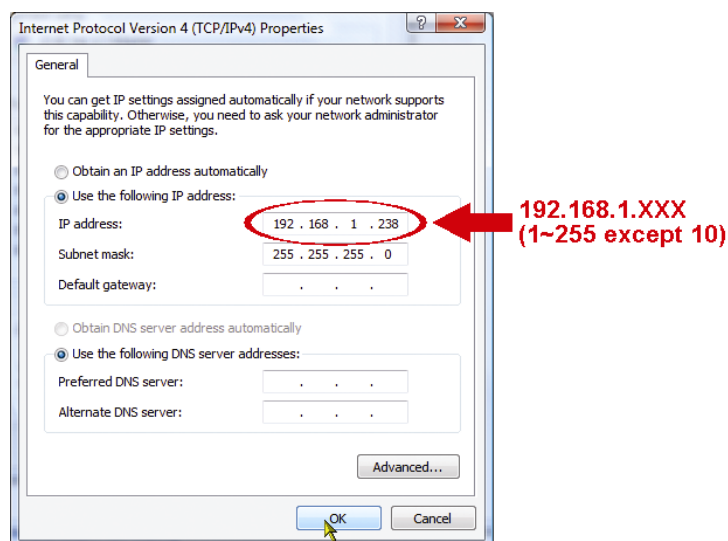 Internet Protocol Version 4 (TCP/IPv4) Properties
General
You can get IP settings assigned automatically if your network supports
this capability. Otherwise, you need to ask your network administrator
for the appropriate IP settings.
Obtain an IP address automatically
Use the following IP address:
IP address: 192 . 168 . 1 . 238
192.168.1.XXX
(1~255 except 10)
Subnet mask: 255 . 255 . 255 . 0
Default gateway: . . .
Obtain DNS server address automatically
Use the following DNS server addresses:
Preferred DNS server: . . .
Alternate DNS server: . . .
Advanced...
OK Cancel